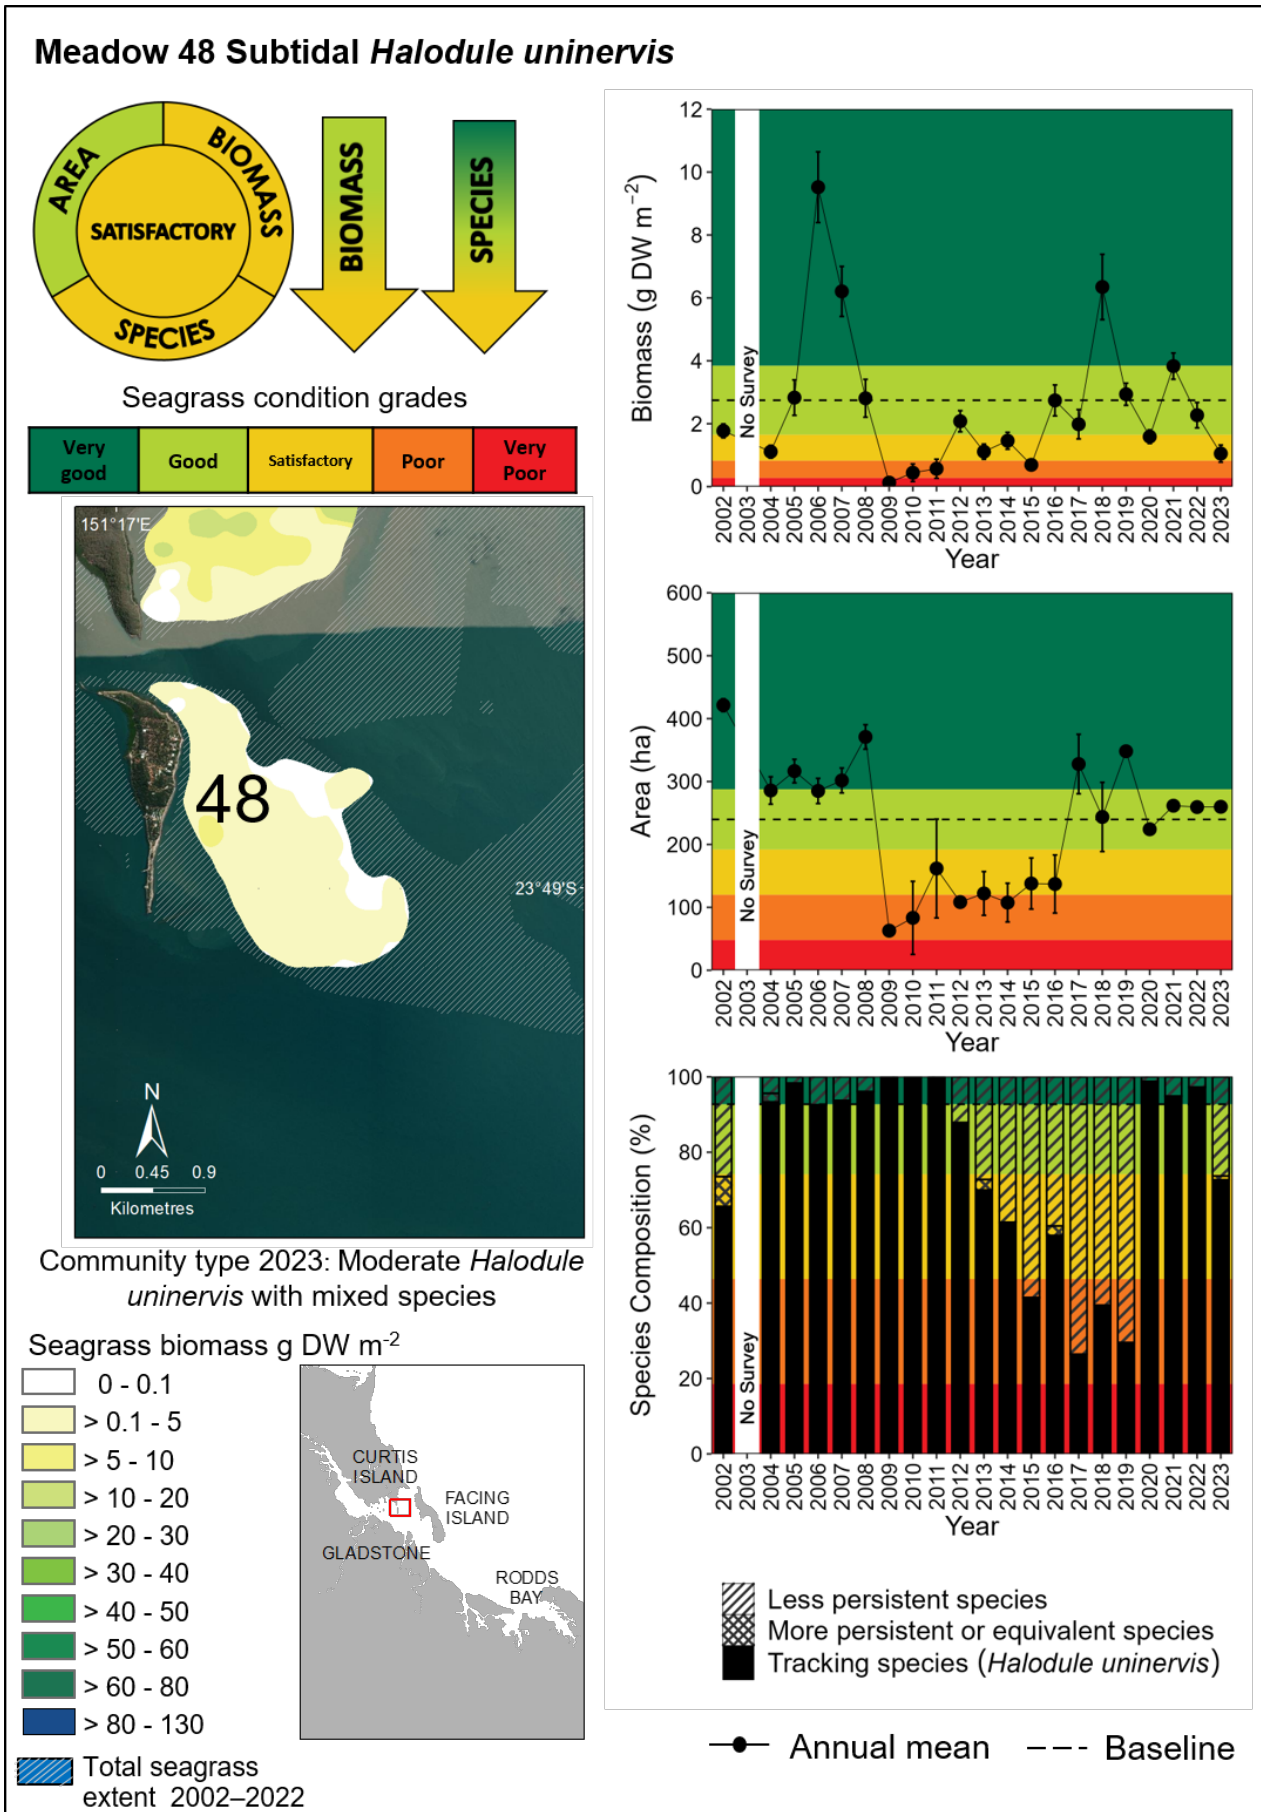 Meadow 48 Subtidal Halodule uninervis
AREA
BIOMASS
SATISFACTORY
SPECIES
BIOMASS
SPECIES
Seagrass condition grades
Very good
Good
Satisfactory
Poor
Very Poor
151°17'E
48
23°49'S
N
0 0.45 0.9
Kilometres
Community type 2023: Moderate Halodule
uninervis with mixed species
Seagrass biomass g DW m-2
0 - 0.1
> 0.1 - 5
> 5 - 10
> 10 - 20
> 20 - 30
> 30 - 40
> 40 - 50
> 50 - 60
> 60 - 80
> 80 - 130
Total seagrass
extent 2002–2022
CURTIS
ISLAND
FACING
ISLAND
GLADSTONE
RODDS
BAY
Biomass (g DW m−2)
12
10
8
6
4
2
0
No Survey
2002 2003 2004 2005 2006 2007 2008 2009 2010 2011 2012 2013 2014 2015 2016 2017 2018 2019 2020 2021 2022 2023
Year
Area (ha)
600
500
400
300
200
100
0
No Survey
2002 2003 2004 2005 2006 2007 2008 2009 2010 2011 2012 2013 2014 2015 2016 2017 2018 2019 2020 2021 2022 2023
Year
Species Composition (%)
100
80
60
40
20
0
No Survey
2002 2003 2004 2005 2006 2007 2008 2009 2010 2011 2012 2013 2014 2015 2016 2017 2018 2019 2020 2021 2022 2023
Year
Less persistent species
More persistent or equivalent species
Tracking species (Halodule uninervis)
Annual mean
Baseline